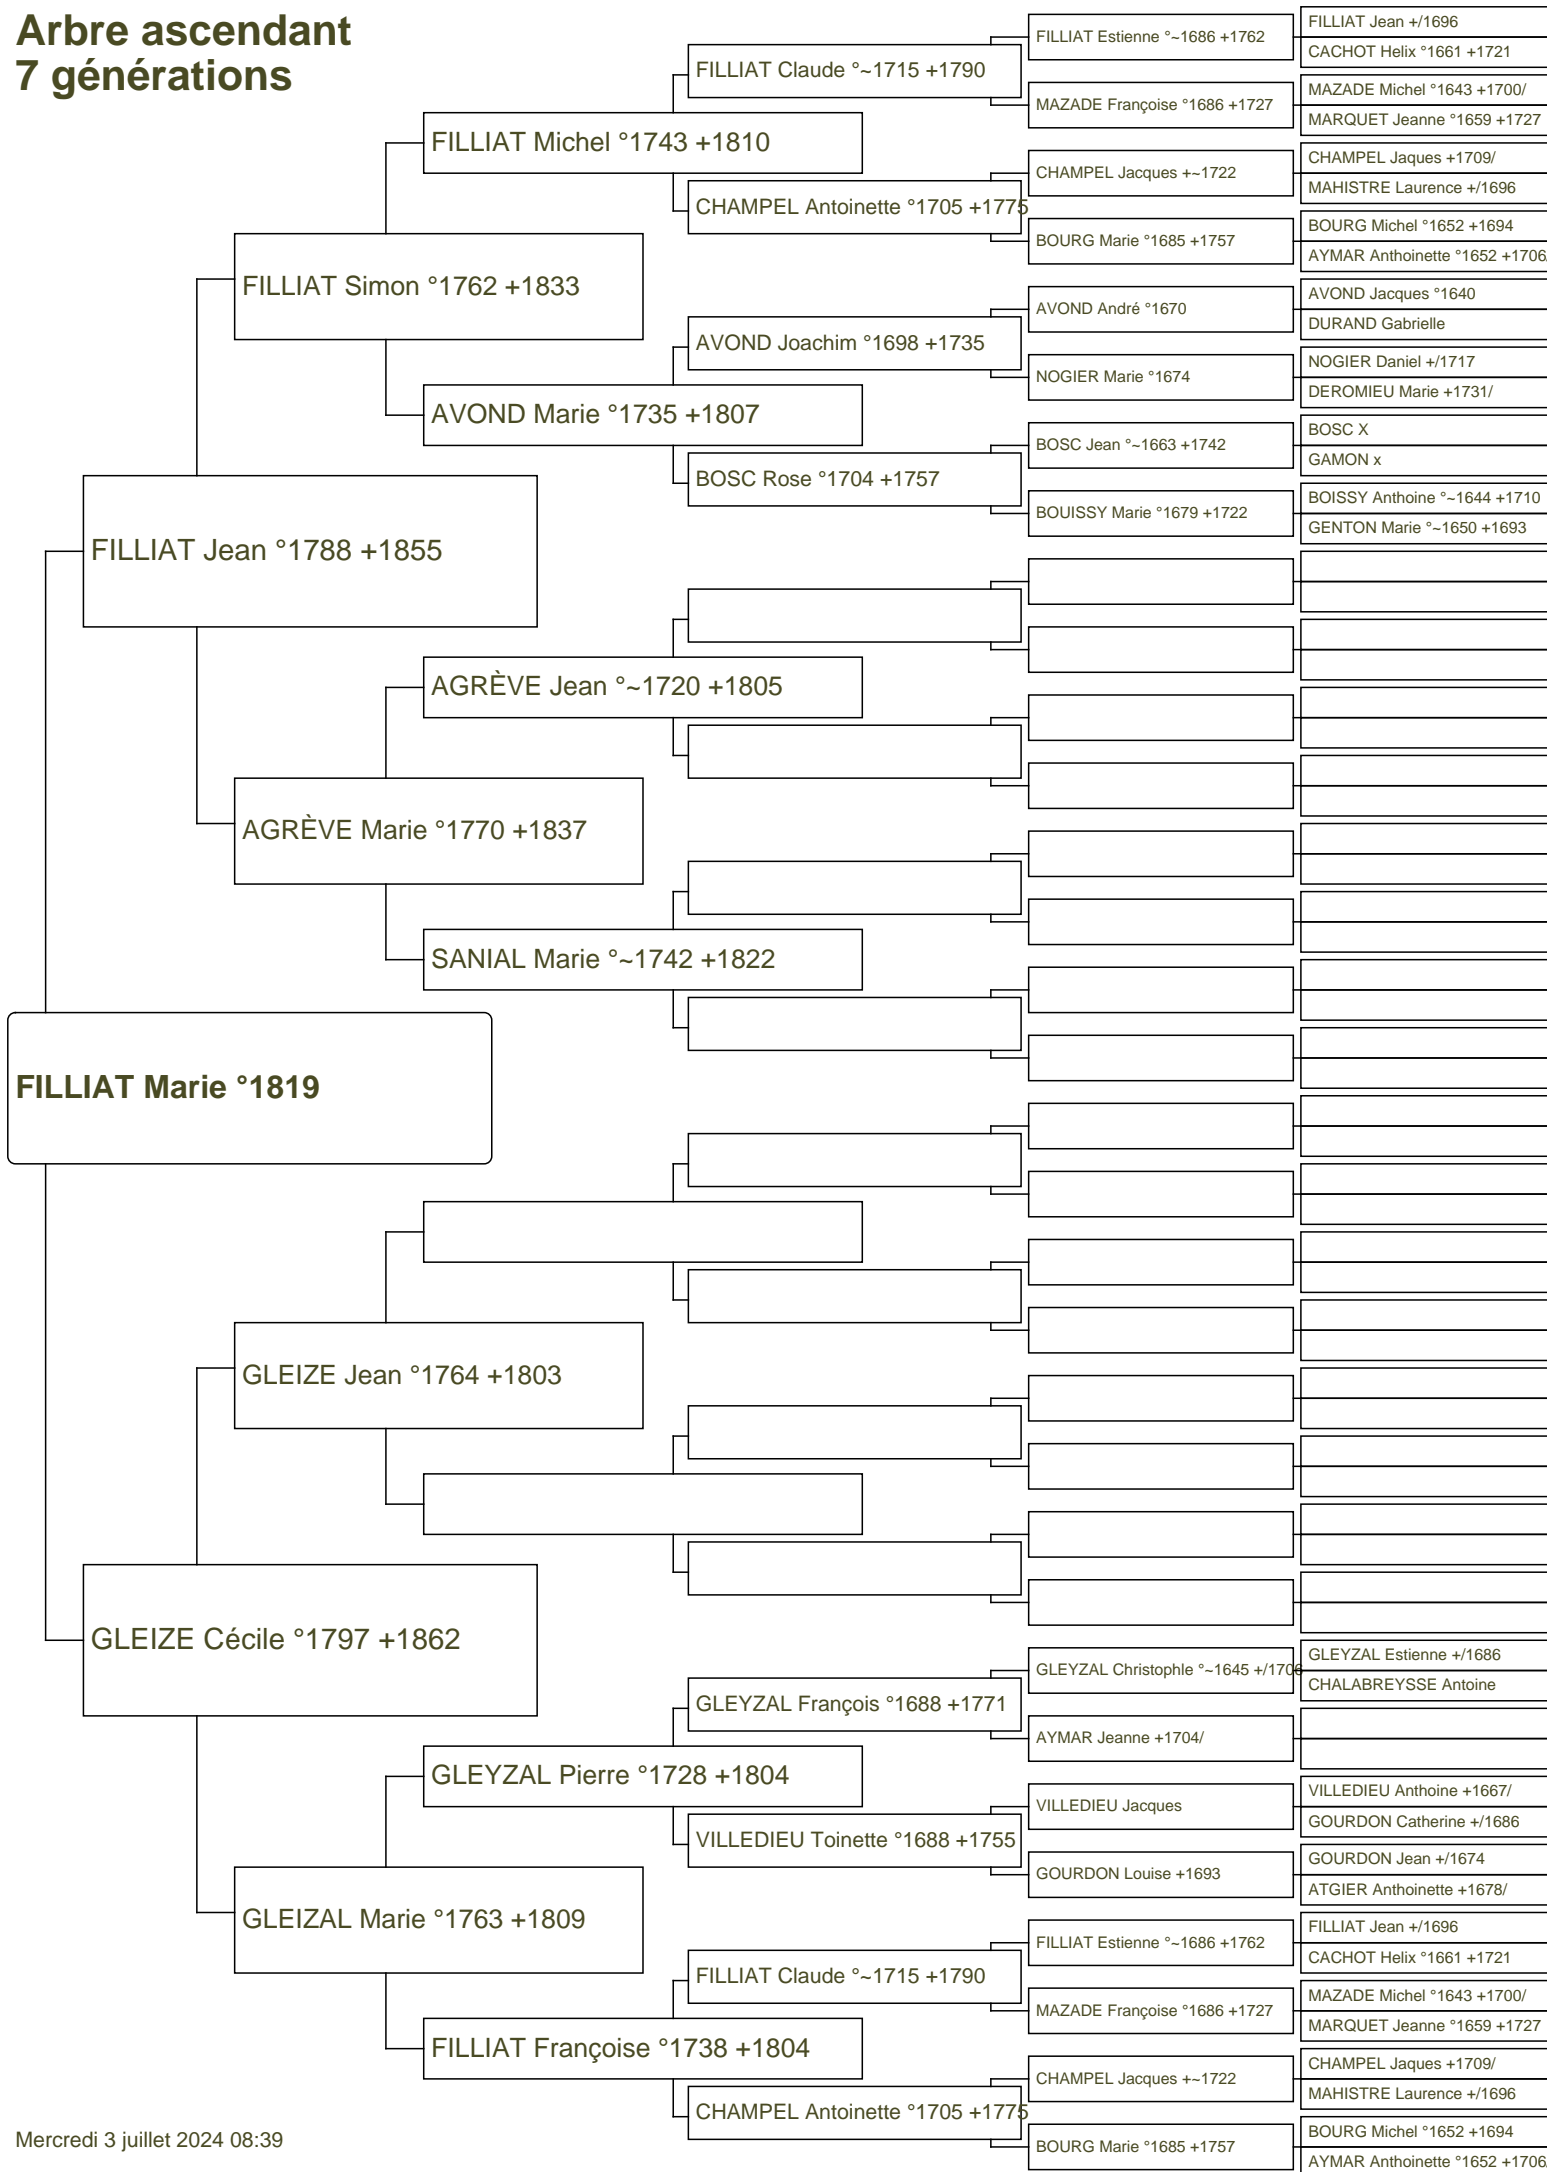 Arbre ascendant
7 générations
FILLIAT Marie °1819
FILLIAT Jean °1788 +1855
GLEIZE Cécile °1797 +1862
FILLIAT Simon °1762 +1833
AGRÈVE Marie °1770 +1837
GLEIZE Jean °1764 +1803
GLEIZAL Marie °1763 +1809
FILLIAT Michel °1743 +1810
AVOND Marie °1735 +1807
AGRÈVE Jean °~1720 +1805
SANIAL Marie °~1742 +1822
GLEYZAL Pierre °1728 +1804
FILLIAT Françoise °1738 +1804
FILLIAT Claude °~1715 +1790
CHAMPEL Antoinette °1705 +1775
AVOND Joachim °1698 +1735
BOSC Rose °1704 +1757
GLEYZAL François °1688 +1771
VILLEDIEU Toinette °1688 +1755
FILLIAT Claude °~1715 +1790
CHAMPEL Antoinette °1705 +1775
FILLIAT Estienne °~1686 +1762
MAZADE Françoise °1686 +1727
CHAMPEL Jacques +~1722
BOURG Marie °1685 +1757
AVOND André °1670
NOGIER Marie °1674
BOSC Jean °~1663 +1742
BOUISSY Marie °1679 +1722
GLEYZAL Christophle °~1645 +/1706
AYMAR Jeanne +1704/
VILLEDIEU Jacques
GOURDON Louise +1693
FILLIAT Estienne °~1686 +1762
MAZADE Françoise °1686 +1727
CHAMPEL Jacques +~1722
BOURG Marie °1685 +1757
FILLIAT Jean +/1696
CACHOT Helix °1661 +1721
MAZADE Michel °1643 +1700/
MARQUET Jeanne °1659 +1727
CHAMPEL Jaques +1709/
MAHISTRE Laurence +/1696
BOURG Michel °1652 +1694
AYMAR Anthoinette °1652 +1706/
AVOND Jacques °1640
DURAND Gabrielle
NOGIER Daniel +/1717
DEROMIEU Marie +1731/
BOSC X
GAMON x
BOISSY Anthoine °~1644 +1710
GENTON Marie °~1650 +1693
GLEYZAL Estienne +/1686
CHALABREYSSE Antoine
VILLEDIEU Anthoine +1667/
GOURDON Catherine +/1686
GOURDON Jean +/1674
ATGIER Anthoinette +1678/
FILLIAT Jean +/1696
CACHOT Helix °1661 +1721
MAZADE Michel °1643 +1700/
MARQUET Jeanne °1659 +1727
CHAMPEL Jaques +1709/
MAHISTRE Laurence +/1696
BOURG Michel °1652 +1694
AYMAR Anthoinette °1652 +1706/
Mercredi 3 juillet 2024 08:39